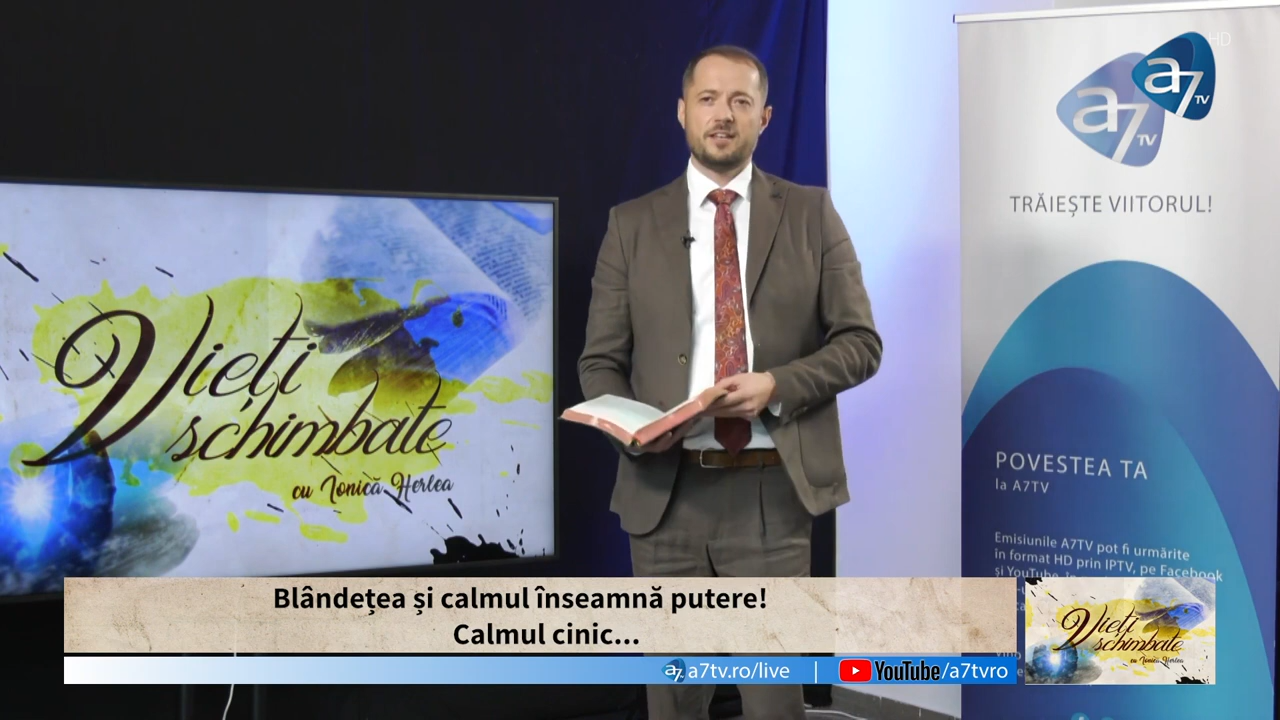 HD
a7
TV
a7
TV
TRĂIEȘTE VIITORUL!
Vieți
schimbate
cu Ionică Herlea
POVESTEA TA
la A7TV
Emisiunile A7TV pot fi urmărite
în format HD prin IPTV, pe Facebook
și YouTube
Blândețea și calmul înseamnă putere!
Calmul cinic...
Vieți
schimbate
cu Ionică Herlea
a7 a7tv.ro/live | YouTube/a7tvro